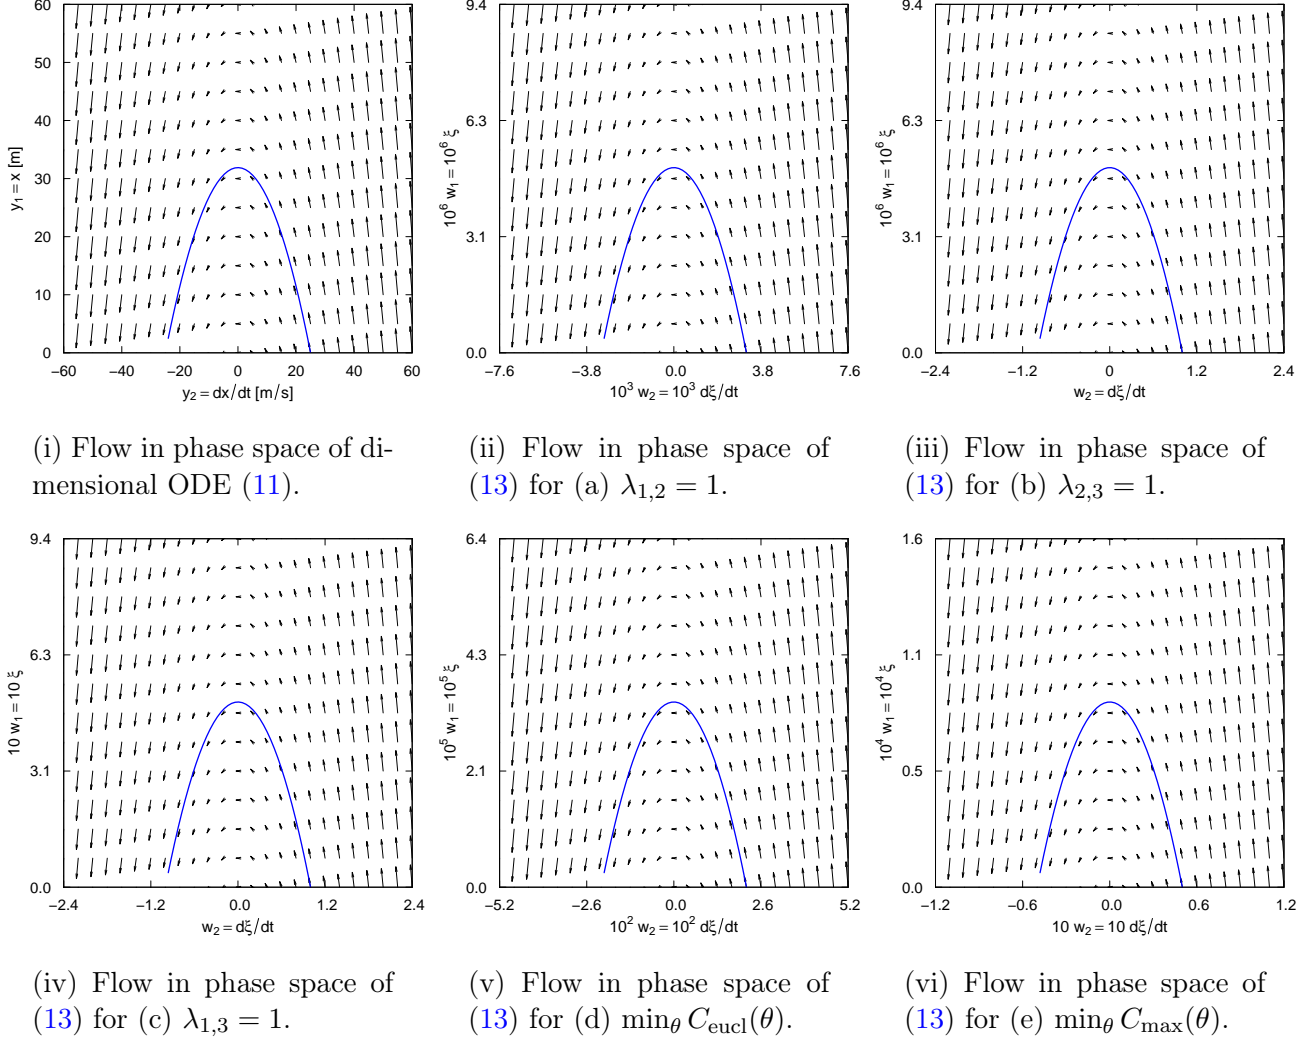 60
50
40
30
20
10
0
y₁ = x [m]
−60 −40 −20 0 20 40 60
y₂ = dx/dt [m/s]
(i) Flow in phase space of di-
mensional ODE (11).
9.4
6.3
3.1
0.0
10⁶ w₁ = 10⁶ ξ
−7.6 −3.8 0.0 3.8 7.6
10³ w₂ = 10³ dξ/dt
(ii) Flow in phase space of
(13) for (a) λ₁,₂ = 1.
9.4
6.3
3.1
0.0
10⁶ w₁ = 10⁶ ξ
−2.4 −1.2 0.0 1.2 2.4
w₂ = dξ/dt
(iii) Flow in phase space of
(13) for (b) λ₂,₃ = 1.
9.4
6.3
3.1
0.0
10 w₁ = 10 ξ
−2.4 −1.2 0.0 1.2 2.4
w₂ = dξ/dt
(iv) Flow in phase space of
(13) for (c) λ₁,₃ = 1.
6.4
4.3
2.1
0.0
10⁵ w₁ = 10⁵ ξ
−5.2 −2.6 0.0 2.6 5.2
10² w₂ = 10² dξ/dt
(v) Flow in phase space of
(13) for (d) min_θ C_eucl(θ).
1.6
1.1
0.5
0.0
10⁴ w₁ = 10⁴ ξ
−1.2 −0.6 0.0 0.6 1.2
10 w₂ = 10 dξ/dt
(vi) Flow in phase space of
(13) for (e) min_θ C_max(θ).